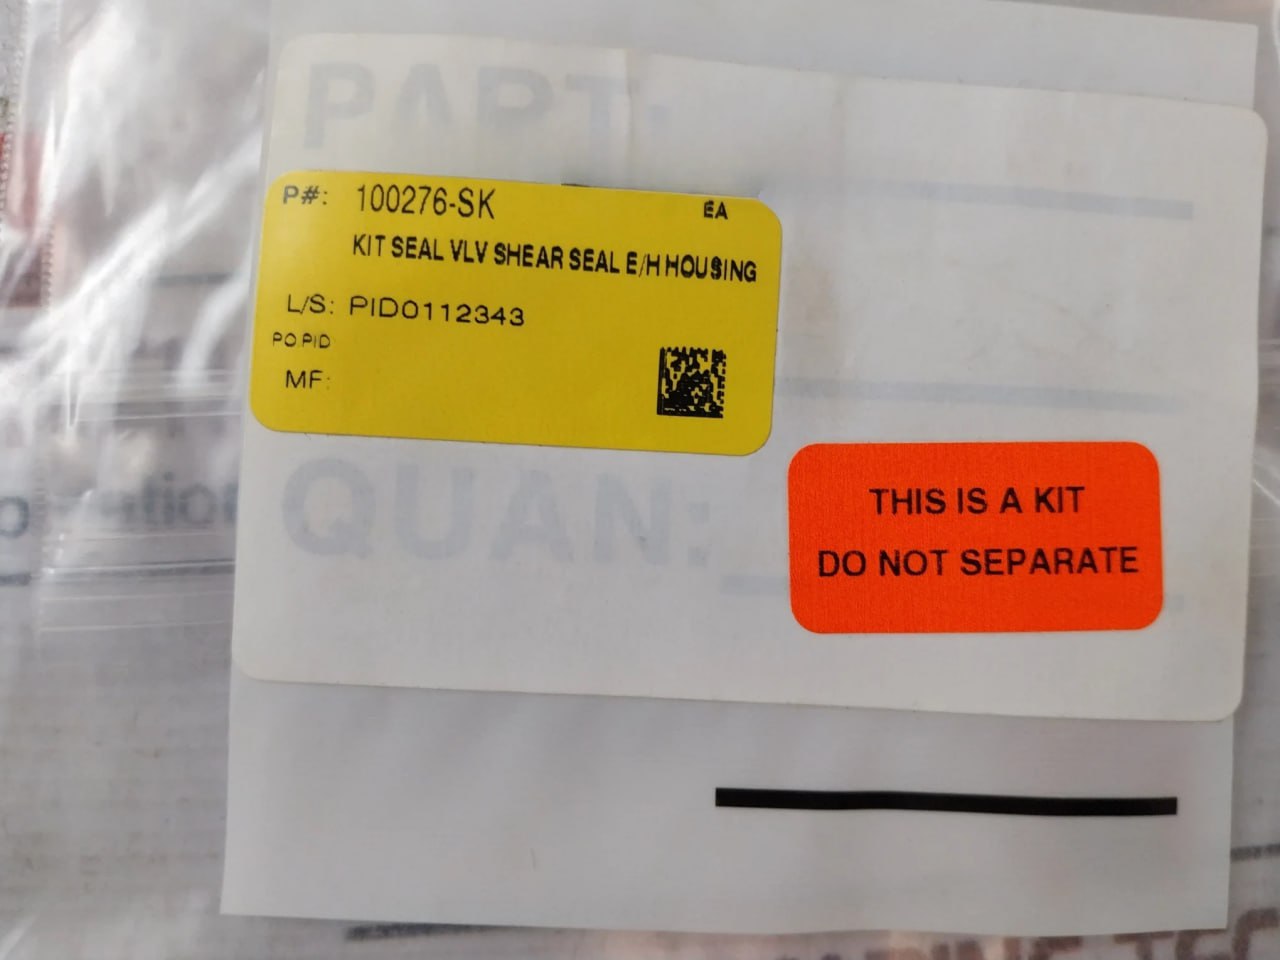 PART:
P#: 100276-SK EA
KIT SEAL VLV SHEAR SEAL E/H HOUSING
L/S: PID0112343
PO.PID
MF:
QUAN:
THIS IS A KIT
DO NOT SEPARATE